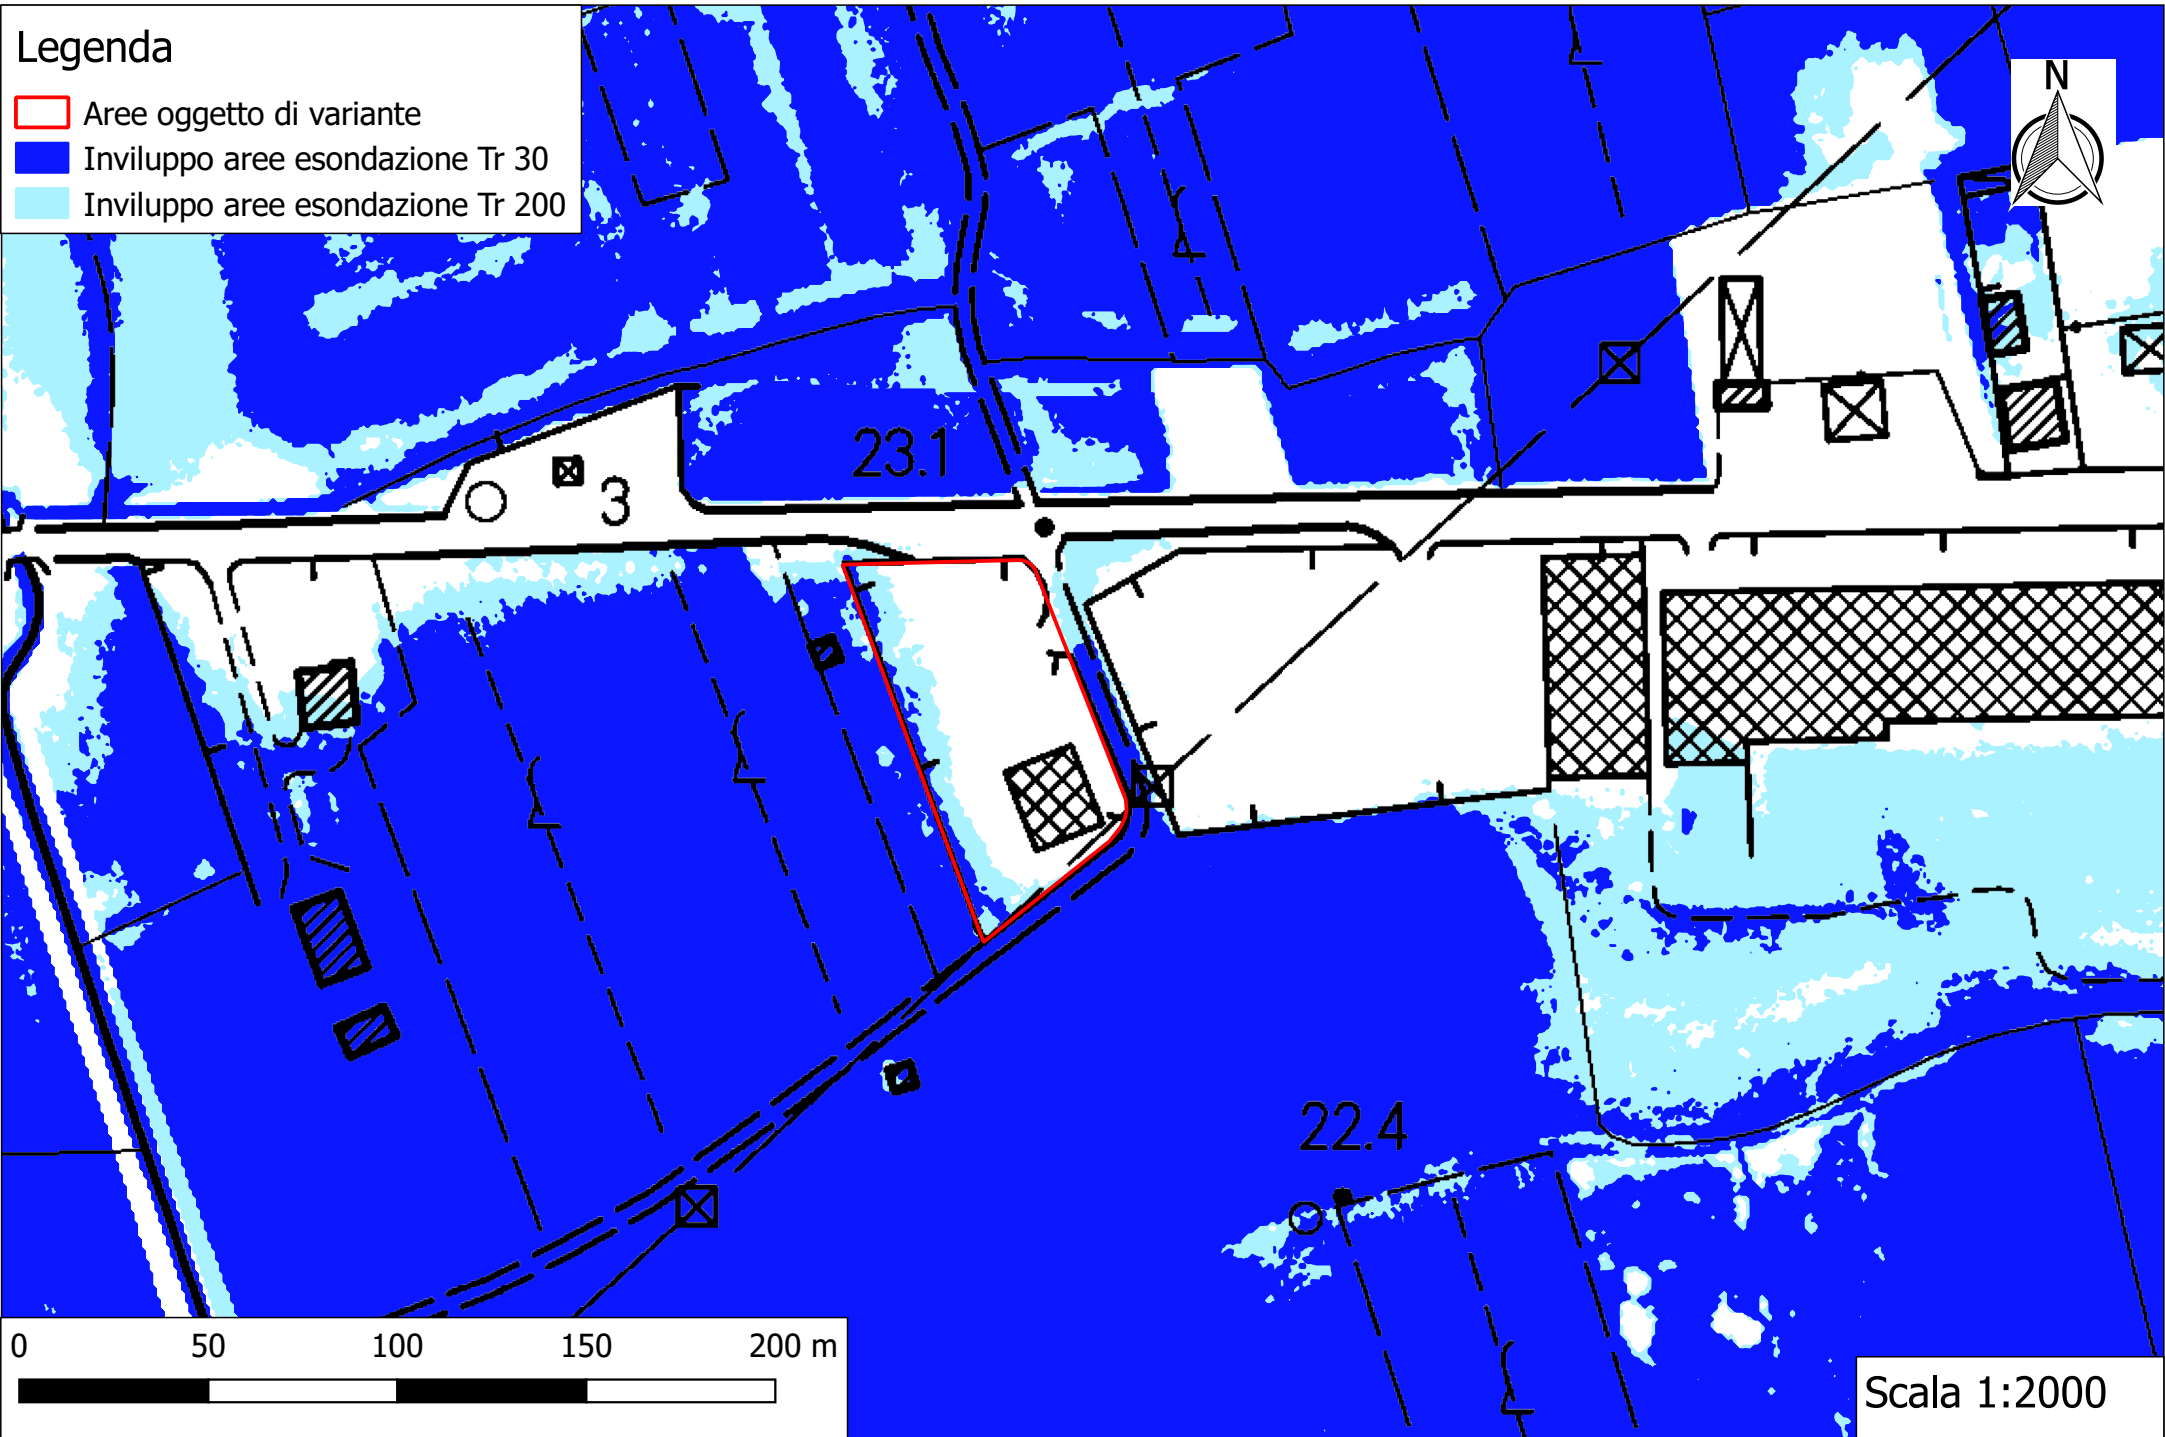 Legenda
Aree oggetto di variante
Inviluppo aree esondazione Tr 30
Inviluppo aree esondazione Tr 200
N
23.1
3
22.4
0 50 100 150 200 m
Scala 1:2000